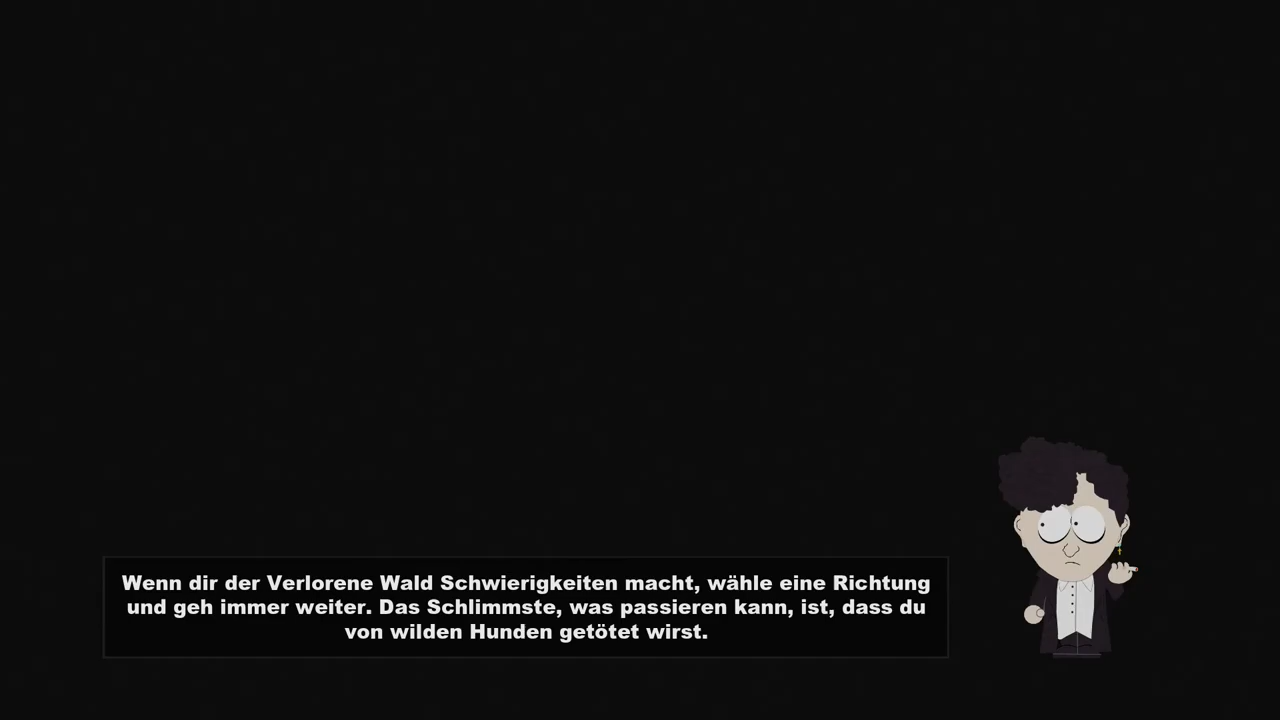 Wenn dir der Verlorene Wald Schwierigkeiten macht, wähle eine Richtung
und geh immer weiter. Das Schlimmste, was passieren kann, ist, dass du
von wilden Hunden getötet wirst.